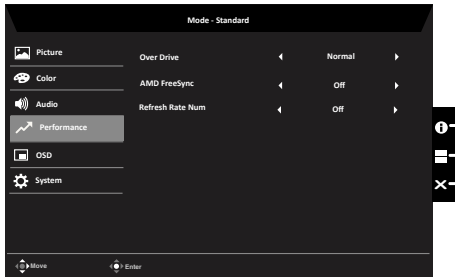 Mode - Standard
Picture
Over Drive Normal
Color
AMD FreeSync Off
Audio
Refresh Rate Num Off
Performance
OSD
System
Move Enter